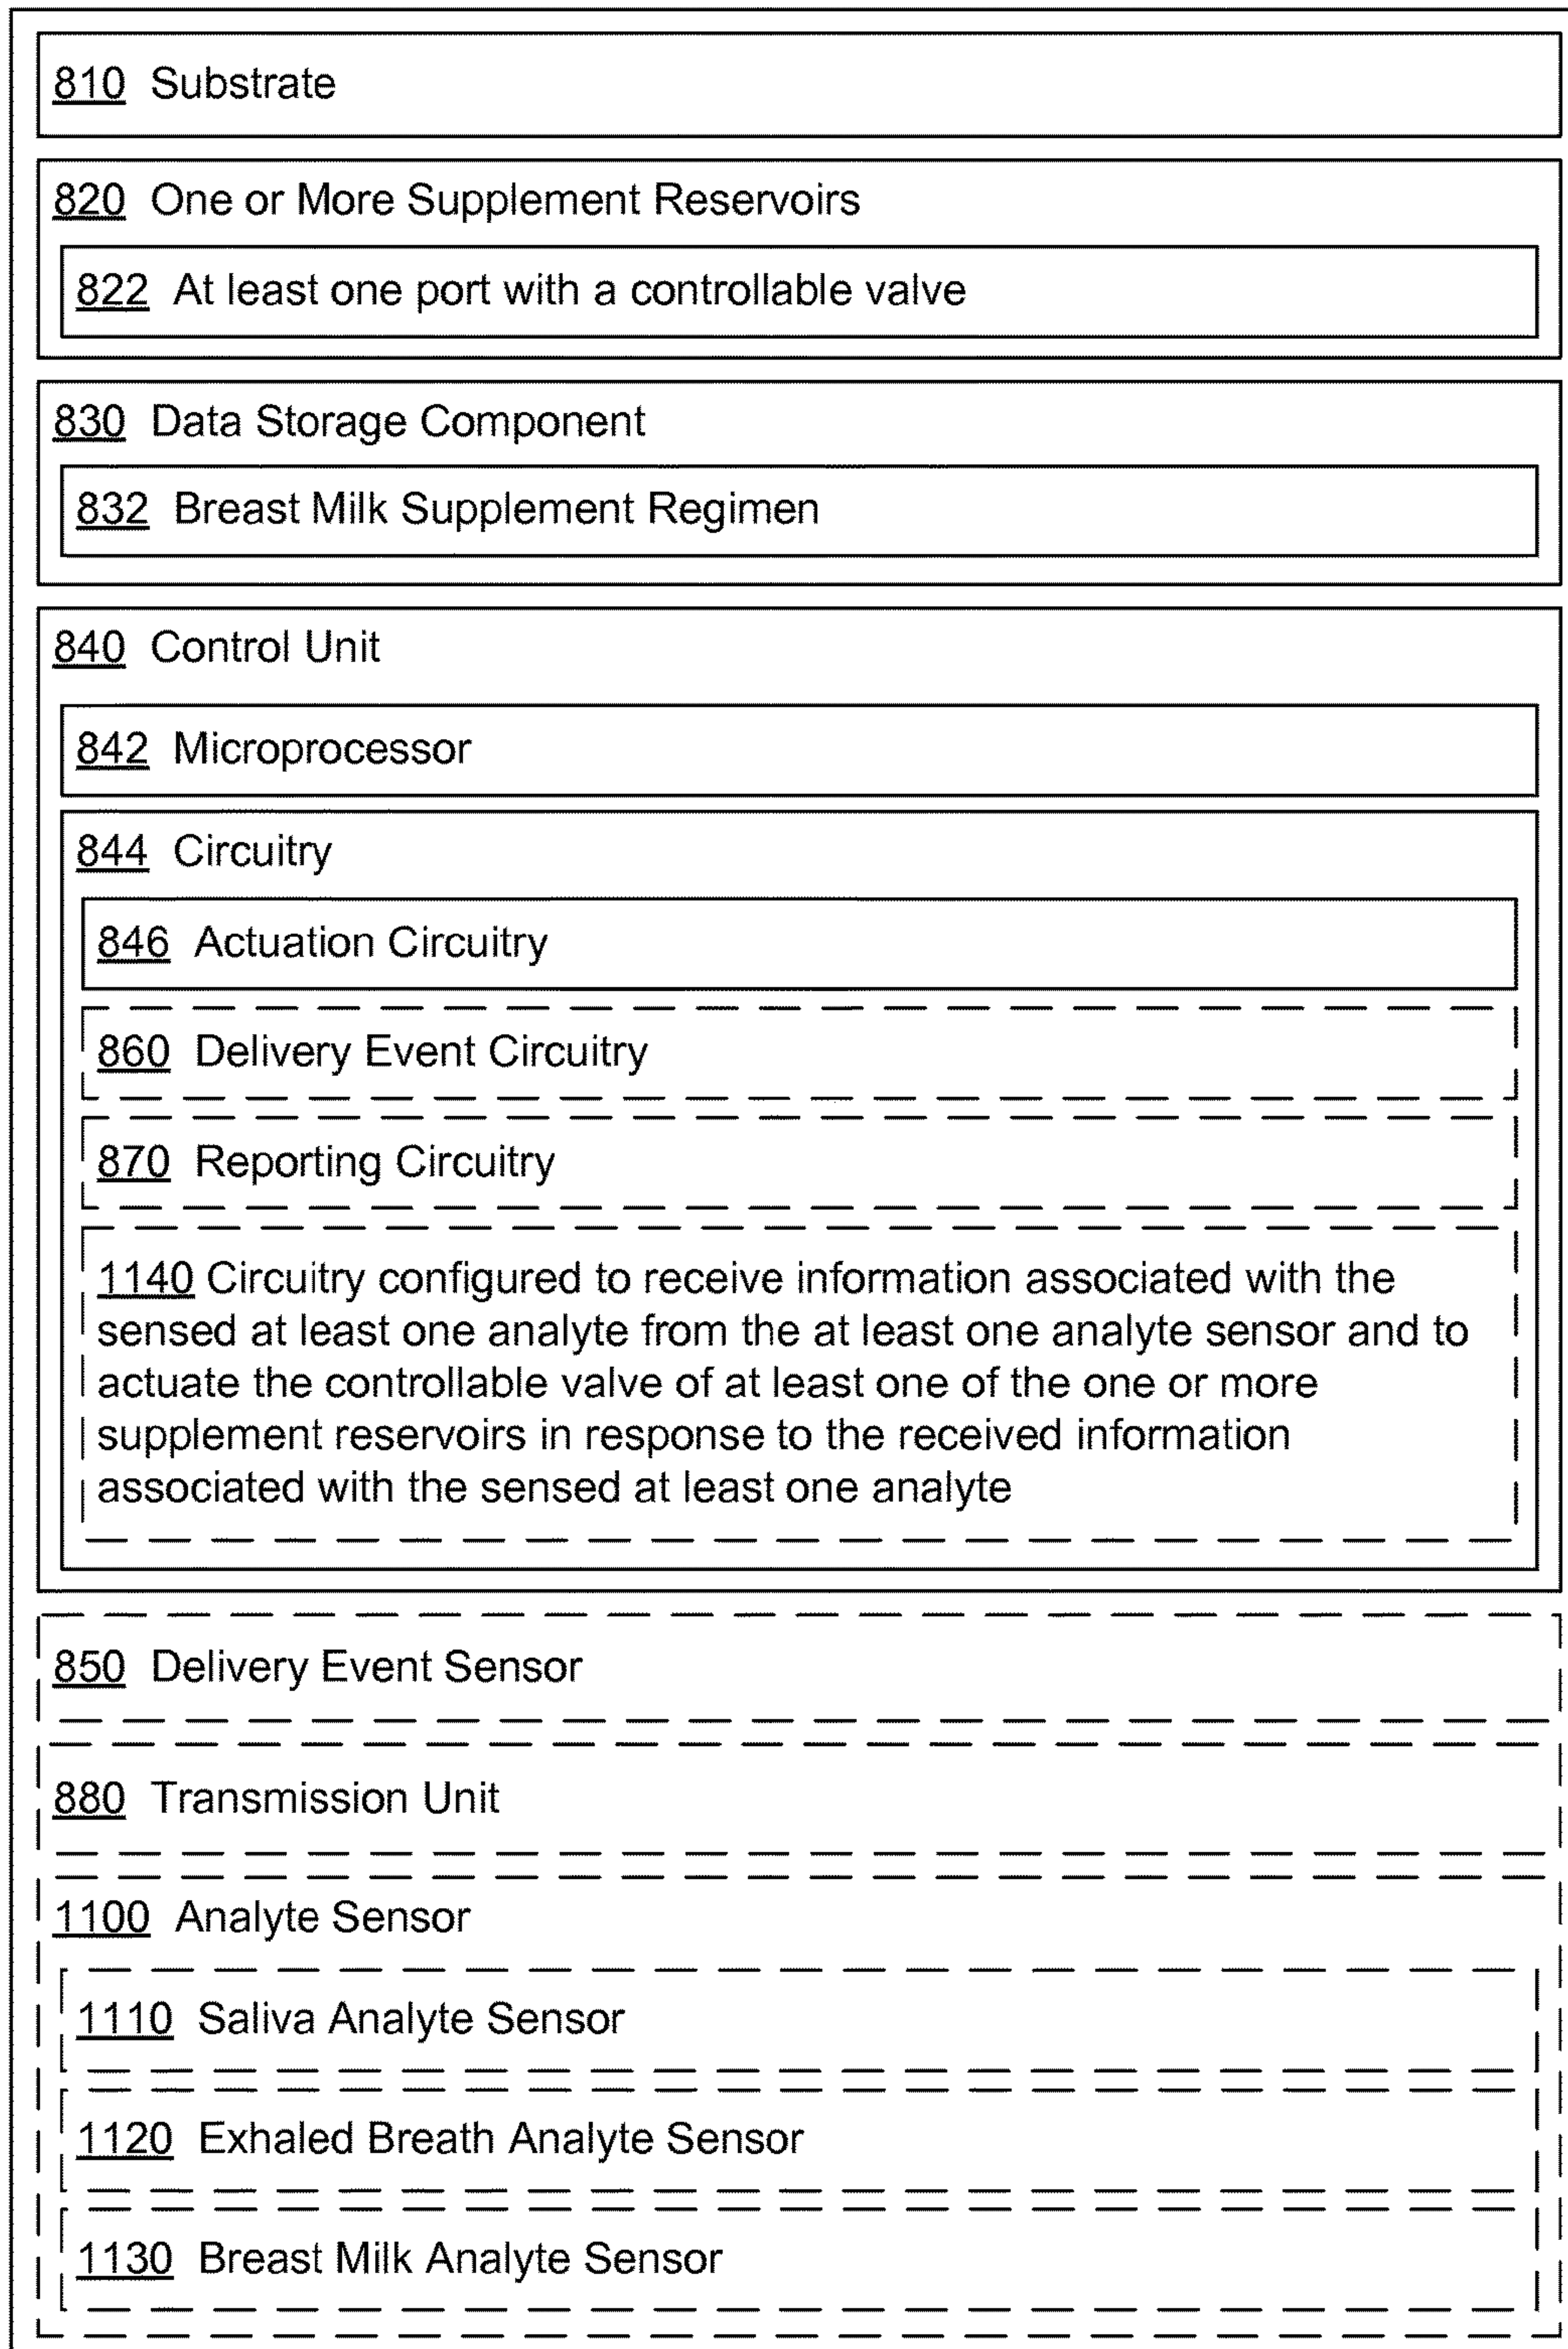 810 Substrate
820 One or More Supplement Reservoirs
822 At least one port with a controllable valve
830 Data Storage Component
832 Breast Milk Supplement Regimen
840 Control Unit
842 Microprocessor
844 Circuitry
846 Actuation Circuitry
860 Delivery Event Circuitry
870 Reporting Circuitry
1140 Circuitry configured to receive information associated with the
sensed at least one analyte from the at least one analyte sensor and to
actuate the controllable valve of at least one of the one or more
supplement reservoirs in response to the received information
associated with the sensed at least one analyte
850 Delivery Event Sensor
880 Transmission Unit
1100 Analyte Sensor
1110 Saliva Analyte Sensor
1120 Exhaled Breath Analyte Sensor
1130 Breast Milk Analyte Sensor